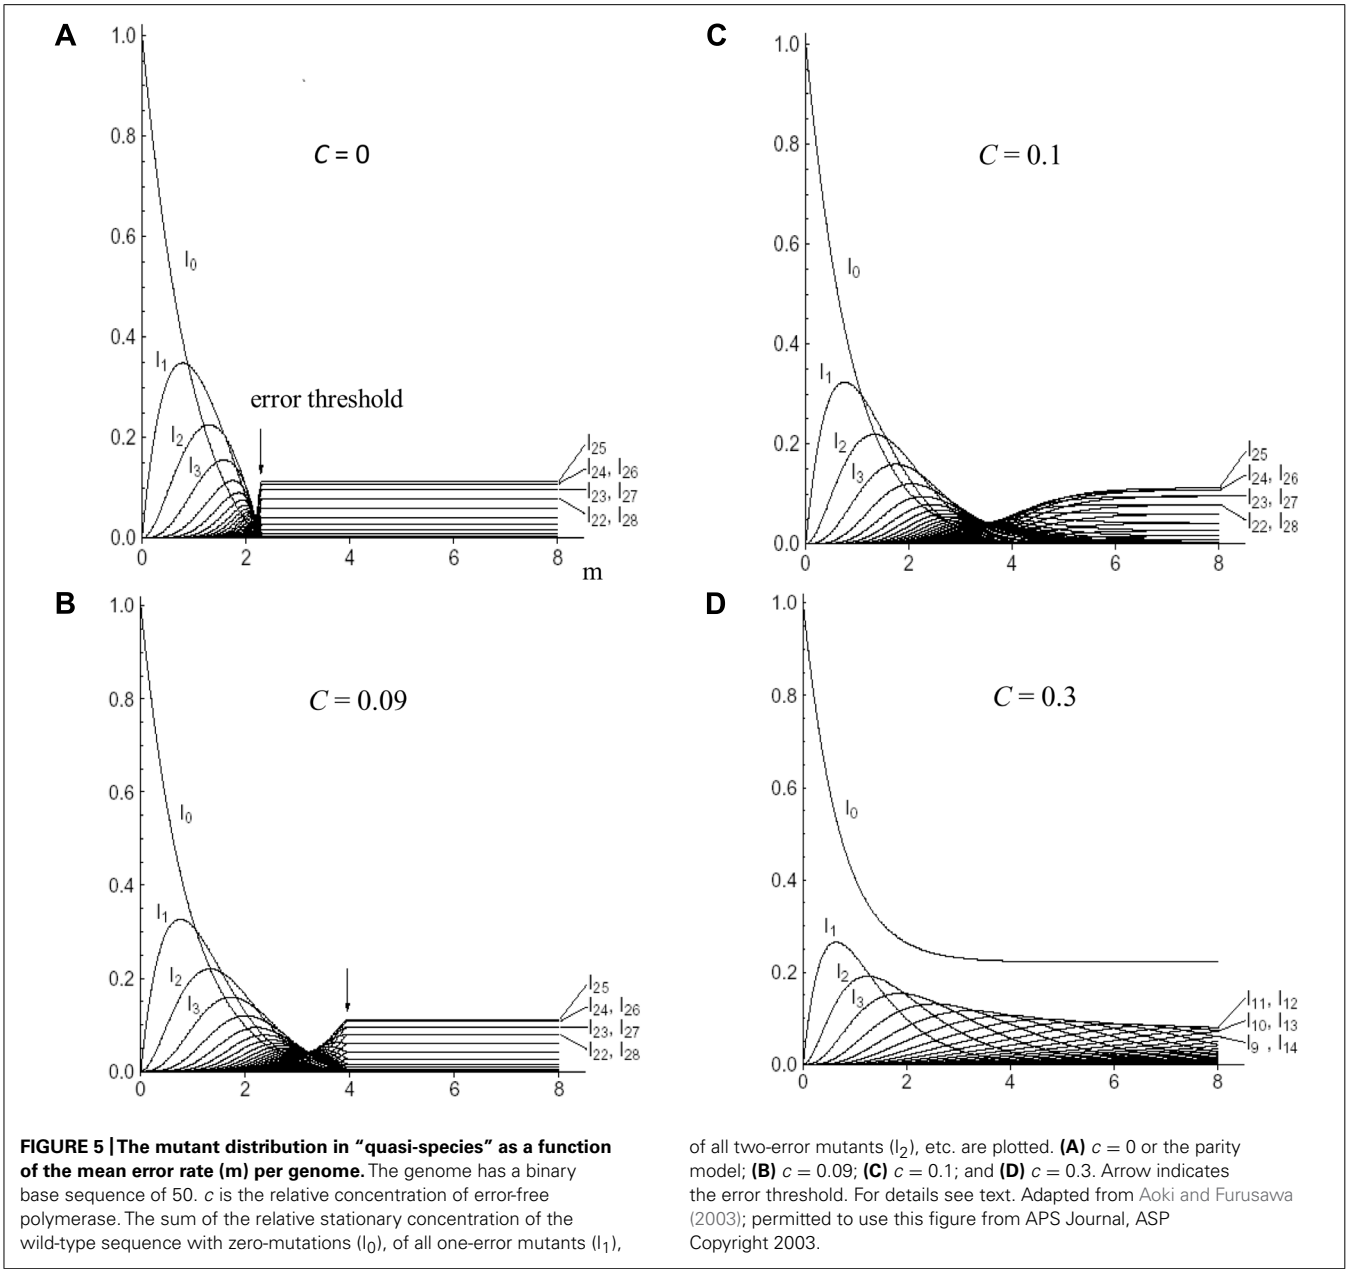 A
1.0
0.8
0.6
0.4
0.2
0.0
C = 0
I0
I1
I2
I3
error threshold
I25
I24, I26
I23, I27
I22, I28
0 2 4 6 8
m
B
1.0
0.8
0.6
0.4
0.2
0.0
C = 0.09
I0
I1
I2
I3
I25
I24, I26
I23, I27
I22, I28
0 2 4 6 8
C
1.0
0.8
0.6
0.4
0.2
0.0
C = 0.1
I0
I1
I2
I3
I25
I24, I26
I23, I27
I22, I28
0 2 4 6 8
D
1.0
0.8
0.6
0.4
0.2
0.0
C = 0.3
I0
I1
I2
I3
I11, I12
I10, I13
I9 , I14
0 2 4 6 8
FIGURE 5 | The mutant distribution in “quasi-species” as a function
of the mean error rate (m) per genome. The genome has a binary
base sequence of 50. c is the relative concentration of error-free
polymerase. The sum of the relative stationary concentration of the
wild-type sequence with zero-mutations (I0), of all one-error mutants (I1),
of all two-error mutants (I2), etc. are plotted. (A) c = 0 or the parity
model; (B) c = 0.09; (C) c = 0.1; and (D) c = 0.3. Arrow indicates
the error threshold. For details see text. Adapted from Aoki and Furusawa
(2003); permitted to use this figure from APS Journal, ASP
Copyright 2003.